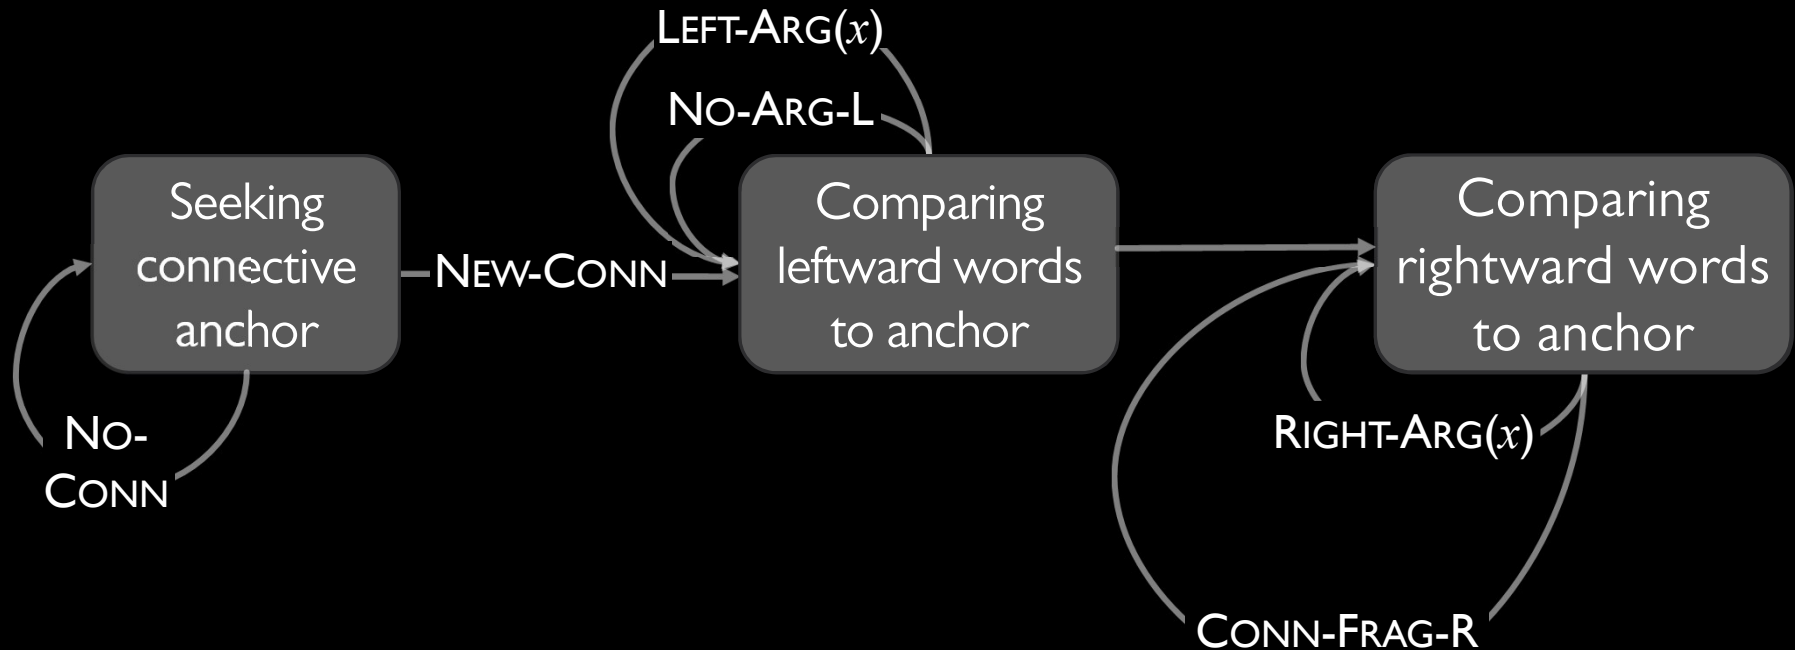 LEFT-ARG(x)
NO-ARG-L
Seeking
connective
anchor
NEW-CONN
Comparing
leftward words
to anchor
Comparing
rightward words
to anchor
NO-
CONN
RIGHT-ARG(x)
CONN-FRAG-R